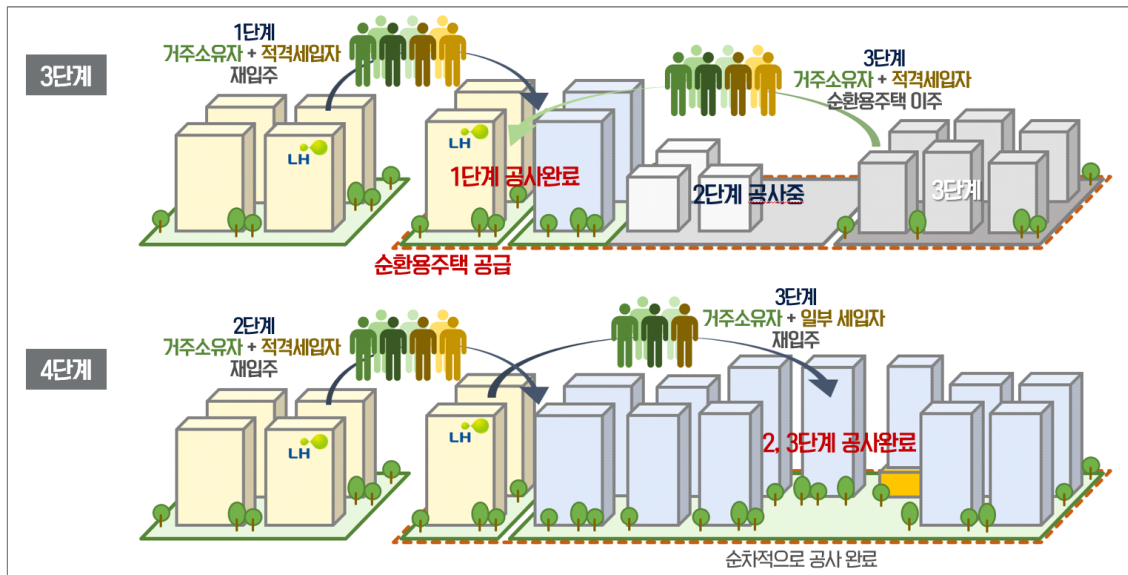 3단계
1단계
거주소유자 + 적격세입자
재입주
3단계
거주소유자 + 적격세입자
순환용주택 이주
LH
LH
1단계 공사완료
2단계 공사중
3단계
순환용주택 공급
4단계
2단계
거주소유자 + 적격세입자
재입주
3단계
거주소유자 + 일부 세입자
재입주
LH
LH
2, 3단계 공사완료
순차적으로 공사 완료